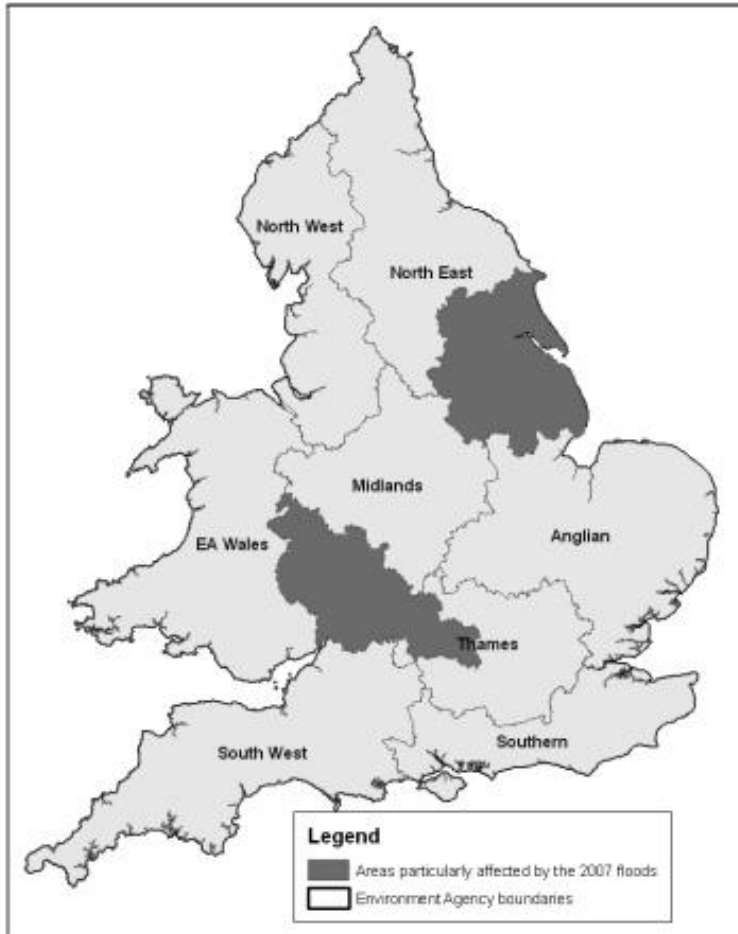 North West
North East
Midlands
EA Wales
Anglian
Thames
Southern
South West
Legend
Areas particularly affected by the 2007 floods
Environment Agency boundaries